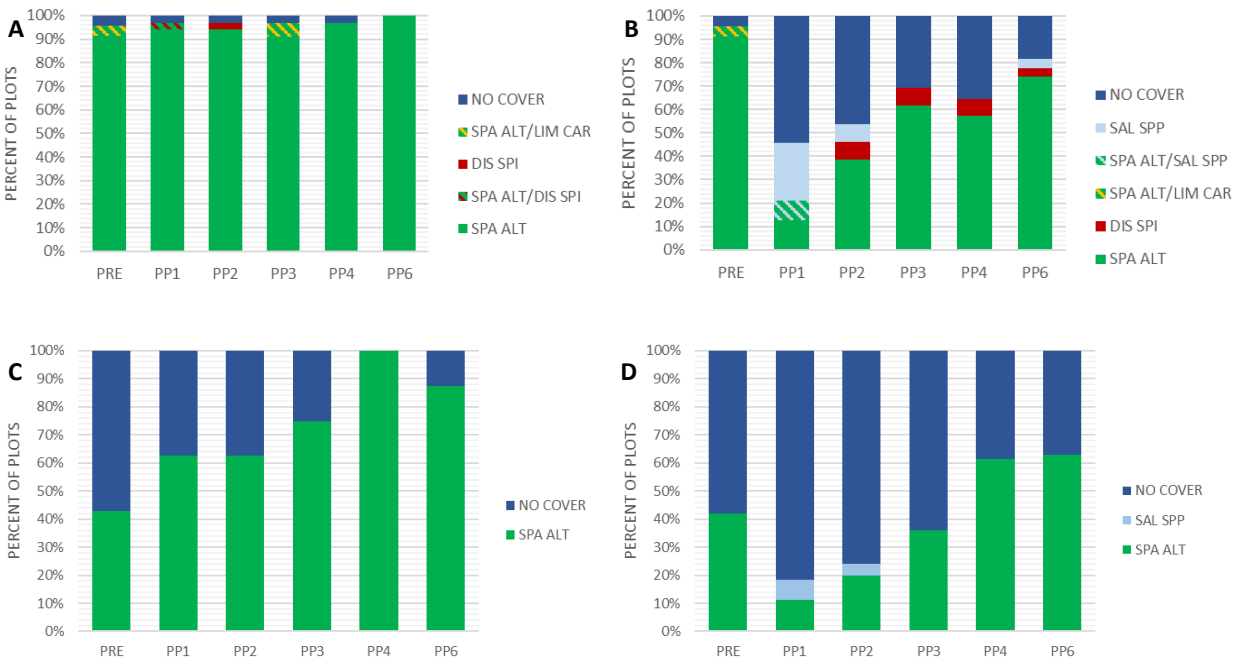 A
PERCENT OF PLOTS
100%
90%
80%
70%
60%
50%
40%
30%
20%
10%
0%
PRE PP1 PP2 PP3 PP4 PP6
NO COVER
SPA ALT/LIM CAR
DIS SPI
SPA ALT/DIS SPI
SPA ALT
B
PERCENT OF PLOTS
100%
90%
80%
70%
60%
50%
40%
30%
20%
10%
0%
PRE PP1 PP2 PP3 PP4 PP6
NO COVER
SAL SPP
SPA ALT/SAL SPP
SPA ALT/LIM CAR
DIS SPI
SPA ALT
C
PERCENT OF PLOTS
100%
90%
80%
70%
60%
50%
40%
30%
20%
10%
0%
PRE PP1 PP2 PP3 PP4 PP6
NO COVER
SPA ALT
D
PERCENT OF PLOTS
100%
90%
80%
70%
60%
50%
40%
30%
20%
10%
0%
PRE PP1 PP2 PP3 PP4 PP6
NO COVER
SAL SPP
SPA ALT